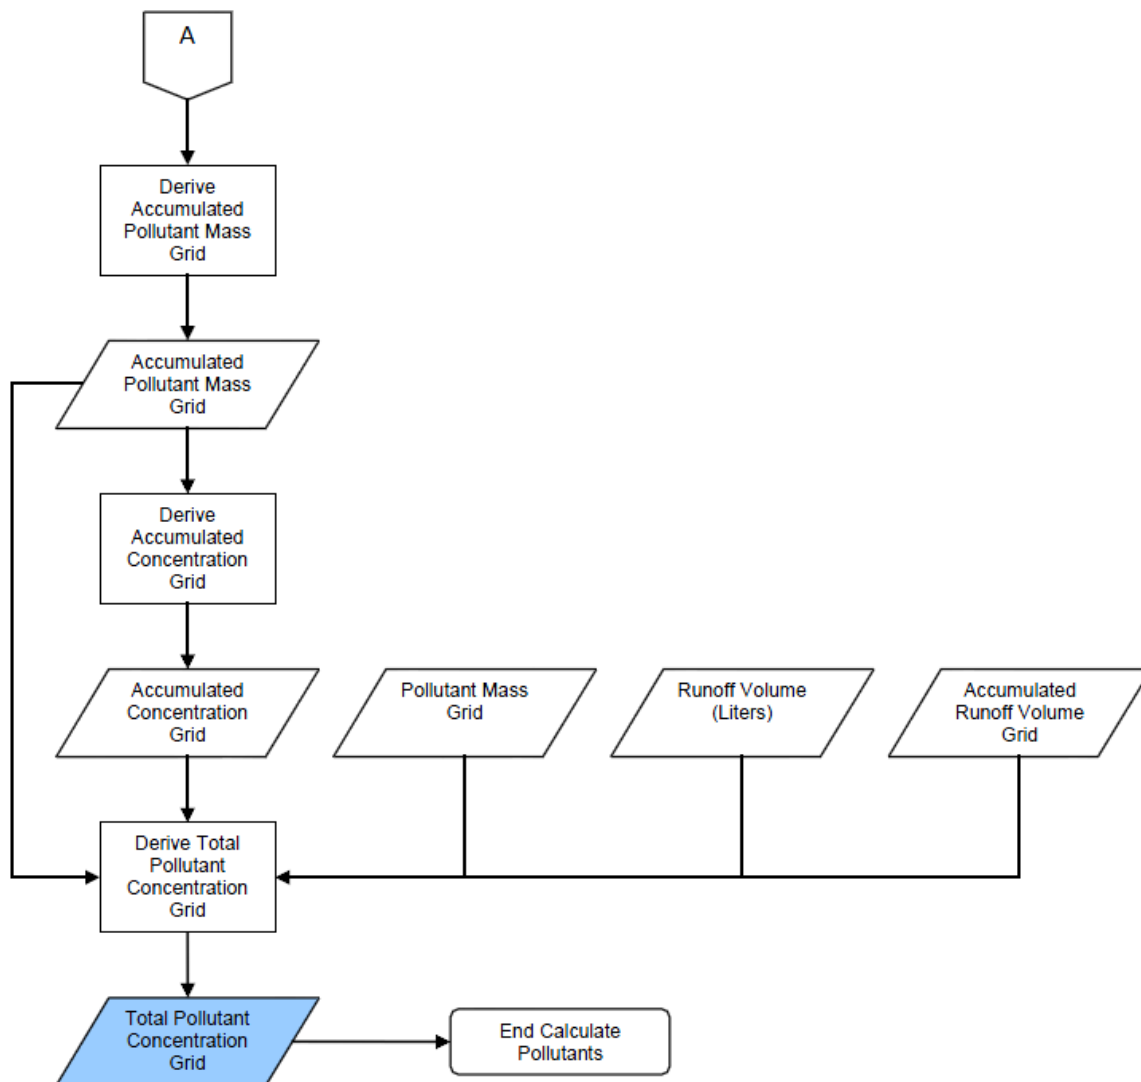 A
Derive
Accumulated
Pollutant Mass
Grid
Accumulated
Pollutant Mass
Grid
Derive
Accumulated
Concentration
Grid
Accumulated
Concentration
Grid
Pollutant Mass
Grid
Runoff Volume
(Liters)
Accumulated
Runoff Volume
Grid
Derive Total
Pollutant
Concentration
Grid
Total Pollutant
Concentration
Grid
End Calculate
Pollutants